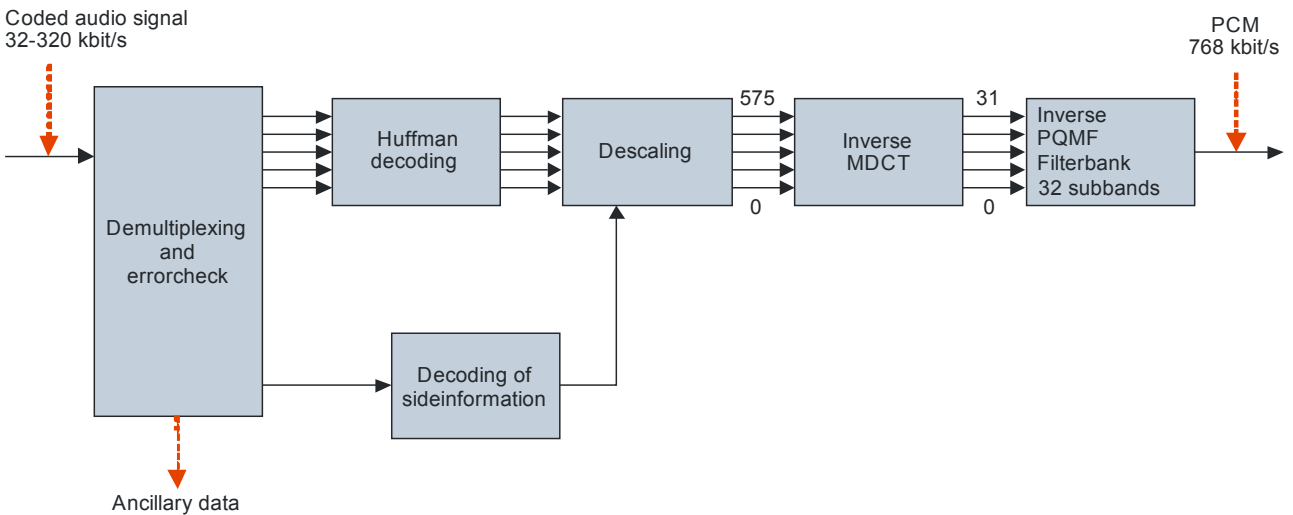 Coded audio signal
32-320 kbit/s
PCM
768 kbit/s
575
31
Huffman
decoding
Descaling
Inverse
MDCT
Inverse
PQMF
Filterbank
32 subbands
0
0
Demultiplexing
and
errorcheck
Decoding of
sideinformation
Ancillary data